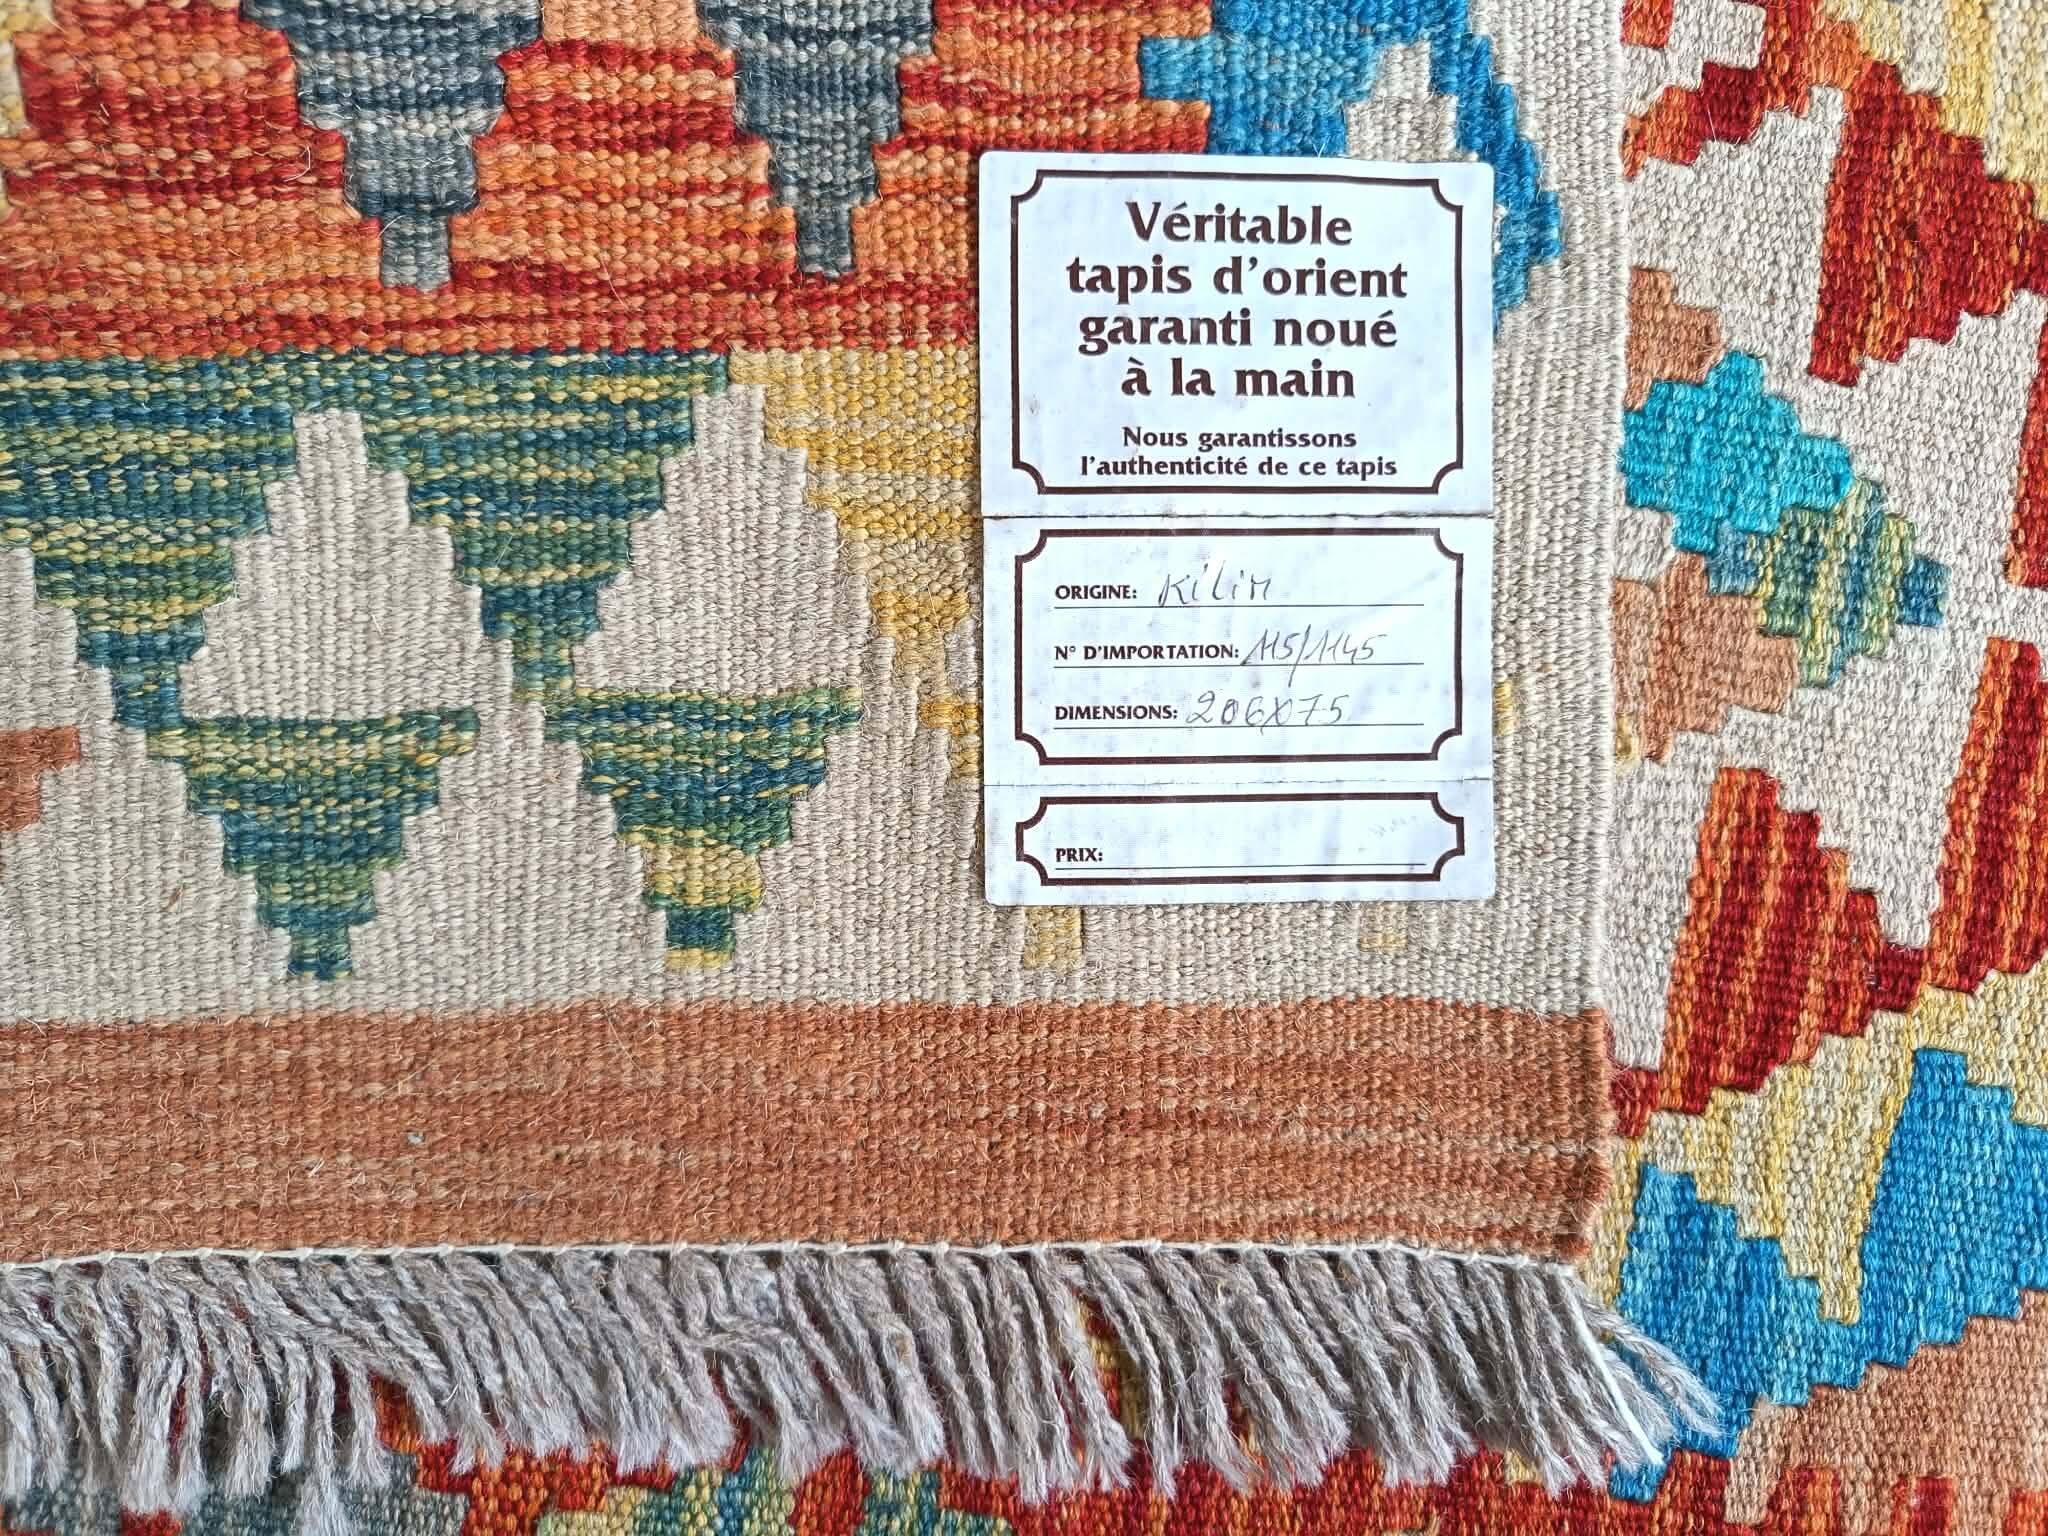 Véritable
tapis d'orient
garanti noué
à la main
Nous garantissons
l'authenticité de ce tapis
ORIGINE: Kilim
N° D'IMPORTATION: 115/1145
DIMENSIONS: 206x75
PRIX: